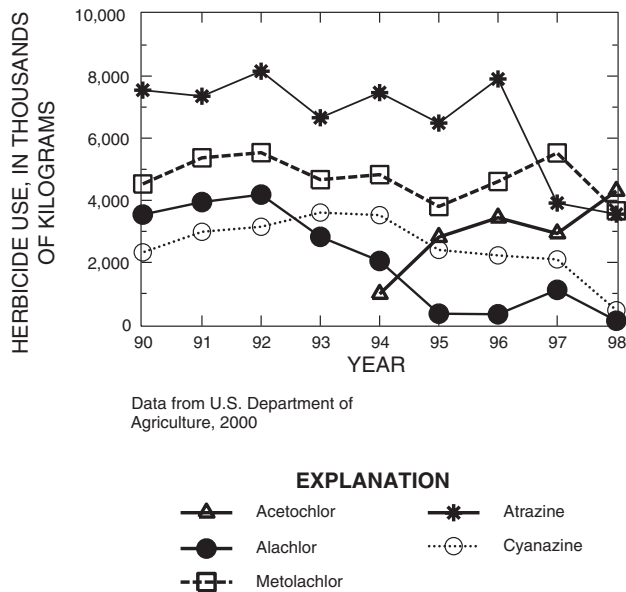 HERBICIDE USE, IN THOUSANDS
OF KILOGRAMS
10,000
8,000
6,000
4,000
2,000
0
90 91 92 93 94 95 96 97 98
YEAR
Data from U.S. Department of
Agriculture, 2000
EXPLANATION
Acetochlor
Atrazine
Alachlor
Cyanazine
Metolachlor